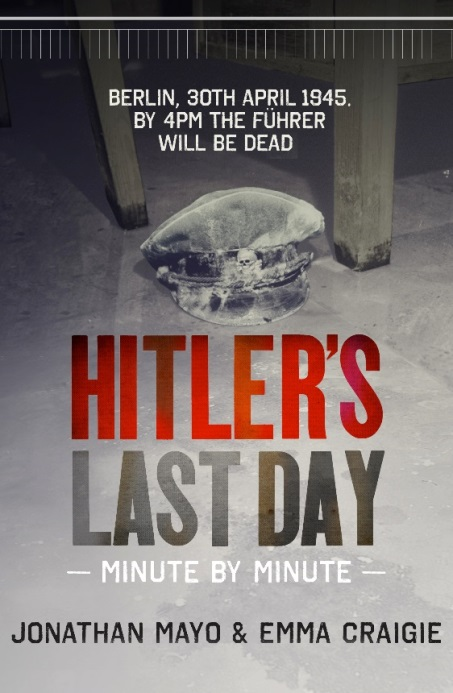 BERLIN, 30TH APRIL 1945.
BY 4PM THE FÜHRER
WILL BE DEAD
HITLER'S
LAST DAY
— MINUTE BY MINUTE —
JONATHAN MAYO & EMMA CRAIGIE